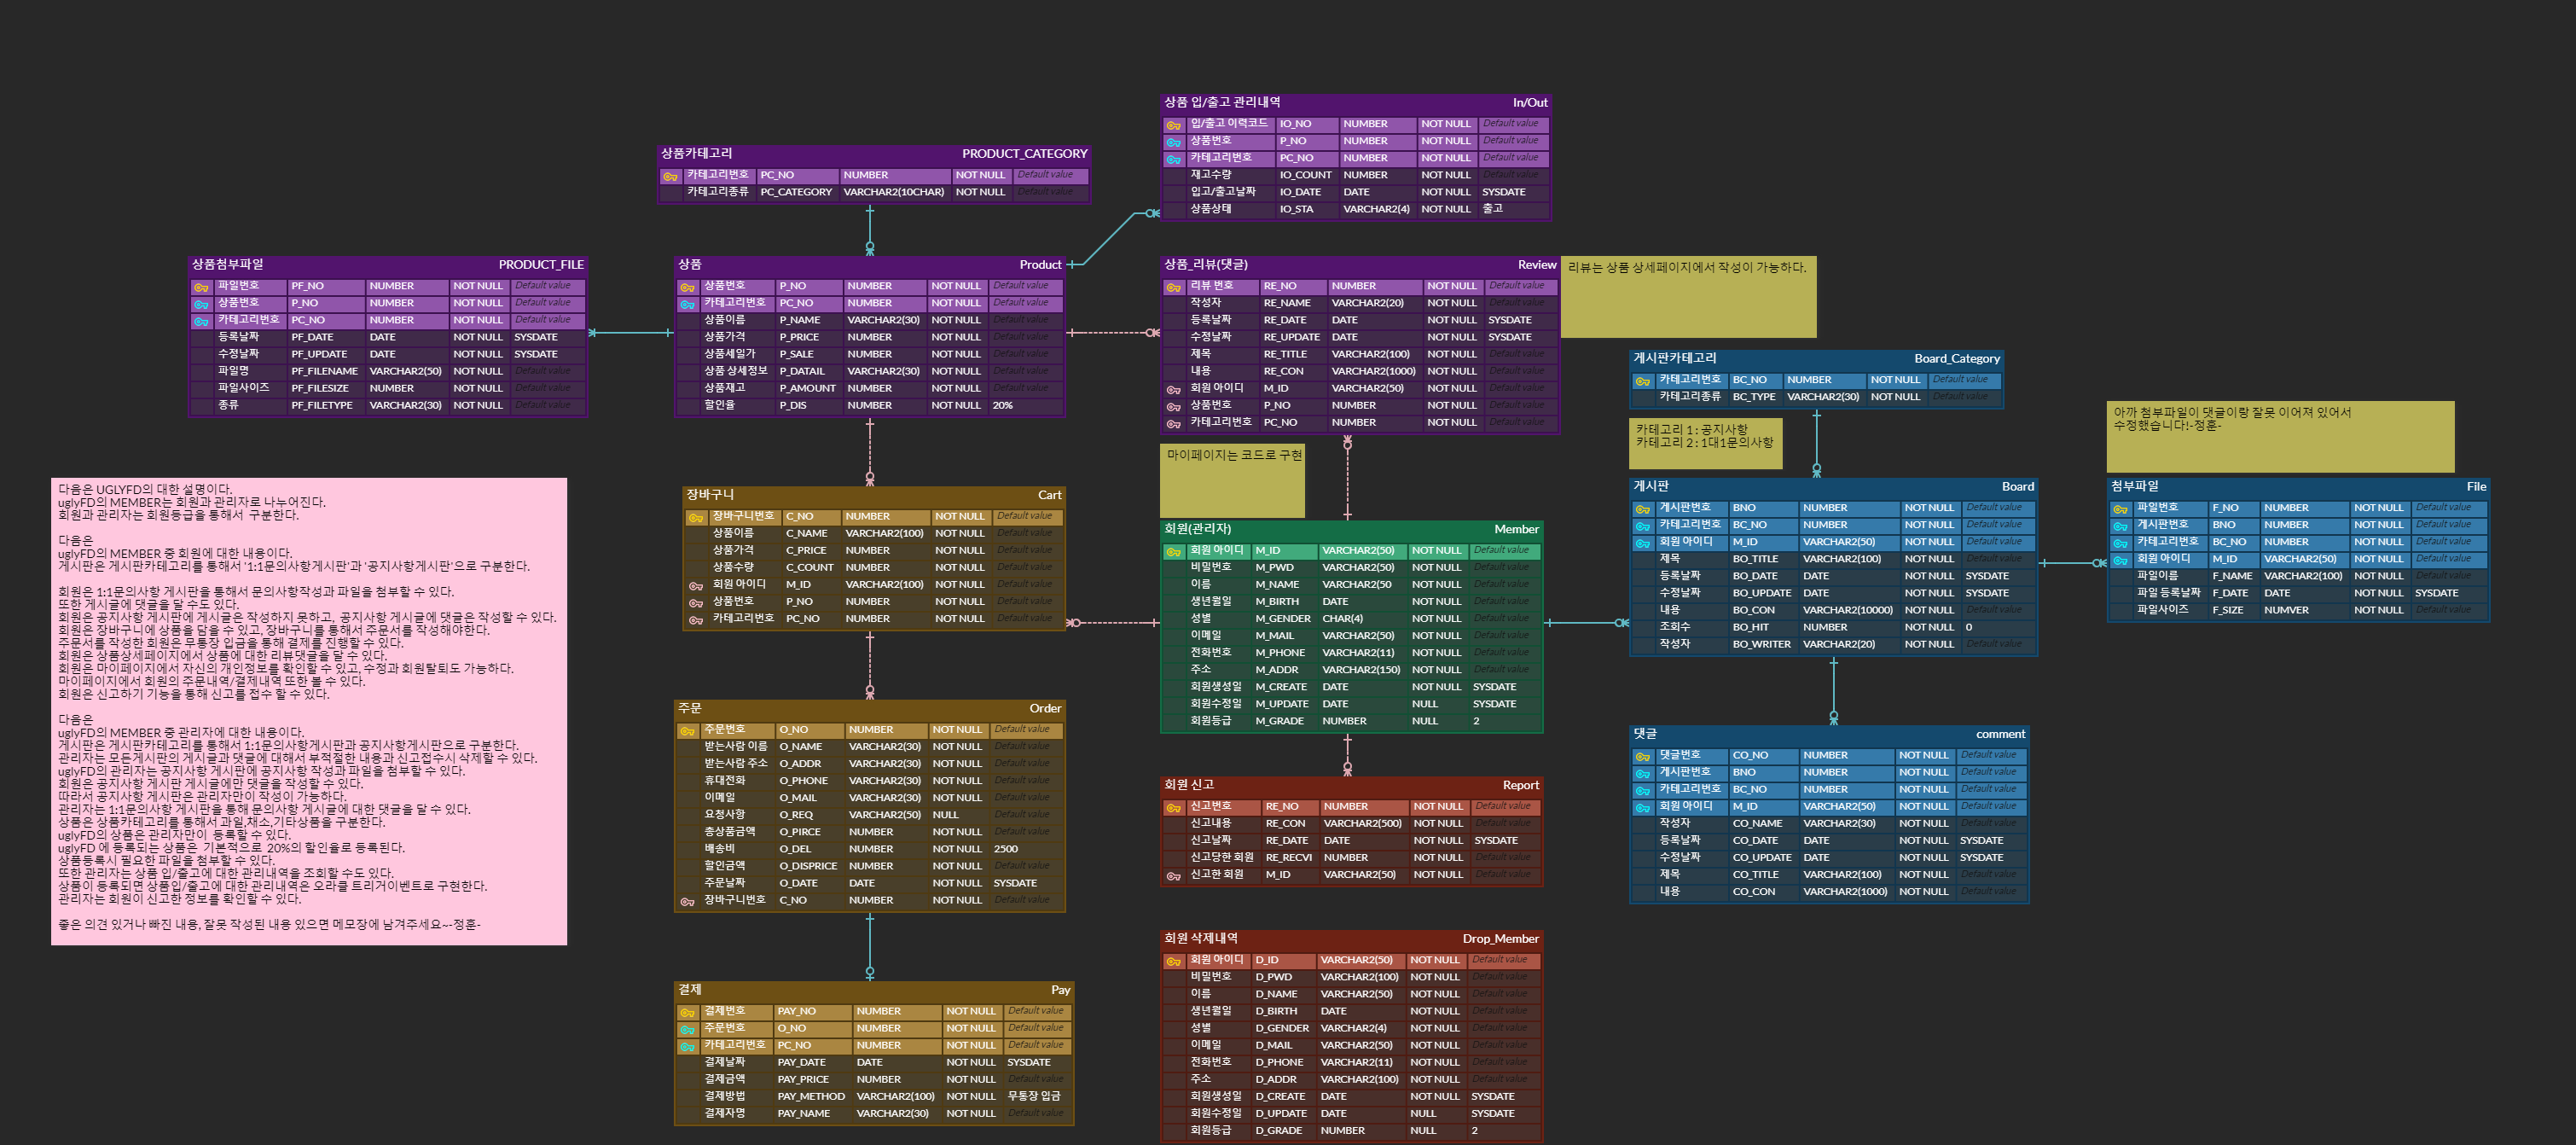 상품 입/출고 관리내역 In/Out
입/출고 이력코드 IO_NO NUMBER NOT NULL Default value
상품번호 P_NO NUMBER NOT NULL Default value
카테고리번호 PC_NO NUMBER NOT NULL Default value
재고수량 IO_COUNT NUMBER NOT NULL Default value
입고/출고날짜 IO_DATE DATE NOT NULL SYSDATE
상품상태 IO_STA VARCHAR2(4) NOT NULL 출고
상품카테고리 PRODUCT_CATEGORY
카테고리번호 PC_NO NUMBER NOT NULL Default value
카테고리종류 PC_CATEGORY VARCHAR2(10CHAR) NOT NULL Default value
상품첨부파일 PRODUCT_FILE
파일번호 PF_NO NUMBER NOT NULL Default value
상품번호 P_NO NUMBER NOT NULL Default value
카테고리번호 PC_NO NUMBER NOT NULL Default value
등록날짜 PF_DATE DATE NOT NULL SYSDATE
수정날짜 PF_UPDATE DATE NOT NULL SYSDATE
파일명 PF_FILENAME VARCHAR2(50) NOT NULL Default value
파일사이즈 PF_FILESIZE NUMBER NOT NULL Default value
종류 PF_FILETYPE VARCHAR2(30) NOT NULL Default value
상품 Product
상품번호 P_NO NUMBER NOT NULL Default value
카테고리번호 PC_NO NUMBER NOT NULL Default value
상품이름 P_NAME VARCHAR2(30) NOT NULL Default value
상품가격 P_PRICE NUMBER NOT NULL Default value
상품세일가 P_SALE NUMBER NOT NULL Default value
상품 상세정보 P_DATAIL VARCHAR2(30) NOT NULL Default value
상품재고 P_AMOUNT NUMBER NOT NULL Default value
할인율 P_DIS NUMBER NOT NULL 20%
상품_리뷰(댓글) Review
리뷰 번호 RE_NO NUMBER NOT NULL Default value
작성자 RE_NAME VARCHAR2(20) NOT NULL Default value
등록날짜 RE_DATE DATE NOT NULL SYSDATE
수정날짜 RE_UPDATE DATE NOT NULL SYSDATE
제목 RE_TITLE VARCHAR2(100) NOT NULL Default value
내용 RE_CON VARCHAR2(1000) NOT NULL Default value
회원 아이디 M_ID VARCHAR2(50) NOT NULL Default value
상품번호 P_NO NUMBER NOT NULL Default value
카테고리번호 PC_NO NUMBER NOT NULL Default value
리뷰는 상품 상세페이지에서 작성이 가능하다.
게시판카테고리 Board_Category
카테고리번호 BC_NO NUMBER NOT NULL Default value
카테고리종류 BC_TYPE VARCHAR2(30) NOT NULL Default value
카테고리 1 : 공지사항
카테고리 2 : 1대1문의사항
아까 첨부파일이 댓글이랑 잘못 이어져 있어서
수정했습니다!-정훈-
마이페이지는 코드로 구현
다음은 UGLYFD의 대한 설명이다.
uglyFD의 MEMBER는 회원과 관리자로 나누어진다.
회원과 관리자는 회원등급을 통해서 구분한다.
다음은
uglyFD의 MEMBER 중 회원에 대한 내용이다.
게시판은 게시판카테고리를 통해서 '1:1문의사항게시판'과 '공지사항게시판'으로 구분한다.
회원은 1:1문의사항 게시판을 통해서 문의사항작성과 파일을 첨부할 수 있다.
또한 게시글에 댓글을 달 수도 있다.
회원은 공지사항 게시판에 게시글은 작성하지 못하고, 공지사항 게시글에 댓글은 작성할 수 있다.
회원은 장바구니에 상품을 담을 수 있고, 장바구니를 통해서 주문서를 작성해야한다.
주문서를 작성한 회원은 무통장 입금을 통해 결제를 진행할 수 있다.
회원은 상품상세페이지에서 상품에 대한 리뷰댓글을 달 수 있다.
회원은 마이페이지에서 자신의 개인정보를 확인할 수 있고, 수정과 회원탈퇴도 가능하다.
마이페이지에서 회원의 주문내역/결제내역 또한 볼 수 있다.
회원은 신고하기 기능을 통해 신고를 접수 할 수 있다.
다음은
uglyFD의 MEMBER 중 관리자에 대한 내용이다.
게시판은 게시판카테고리를 통해서 1:1문의사항게시판과 공지사항게시판으로 구분한다.
관리자는 모든게시판의 게시글과 댓글에 대해서 부적절한 내용과 신고접수시 삭제할 수 있다.
uglyFD의 관리자는 공지사항 게시판에 공지사항 작성과 파일을 첨부할 수 있다.
회원은 공지사항 게시판 게시글에만 댓글을 작성할 수 있다.
따라서 공지사항 게시판은 관리자만이 작성이 가능하다.
관리자는 1:1문의사항 게시판을 통해 문의사항 게시글에 대한 댓글을 달 수 있다.
상품은 상품카테고리를 통해서 과일,채소,기타상품을 구분한다.
uglyFD의 상품은 관리자만이 등록할 수 있다.
uglyFD 에 등록되는 상품은 기본적으로 20%의 할인율로 등록된다.
상품등록시 필요한 파일을 첨부할 수 있다.
또한 관리자는 상품 입/출고에 대한 관리내역을 조회할 수도 있다.
상품이 등록되면 상품입/출고에 대한 관리내역은 오라클 트리거이벤트로 구현한다.
관리자는 회원이 신고한 정보를 확인할 수 있다.
좋은 의견 있거나 빠진 내용, 잘못 작성된 내용 있으면 메모장에 남겨주세요~-정훈-
장바구니 Cart
장바구니번호 C_NO NUMBER NOT NULL Default value
상품이름 C_NAME VARCHAR2(100) NOT NULL Default value
상품가격 C_PRICE NUMBER NOT NULL Default value
상품수량 C_COUNT NUMBER NOT NULL Default value
회원 아이디 M_ID VARCHAR2(100) NOT NULL Default value
상품번호 P_NO NUMBER NOT NULL Default value
카테고리번호 PC_NO NUMBER NOT NULL Default value
회원(관리자) Member
회원 아이디 M_ID VARCHAR2(50) NOT NULL Default value
비밀번호 M_PWD VARCHAR2(50) NOT NULL Default value
이름 M_NAME VARCHAR2(50 NOT NULL Default value
생년월일 M_BIRTH DATE NOT NULL Default value
성별 M_GENDER CHAR(4) NOT NULL Default value
이메일 M_MAIL VARCHAR2(50) NOT NULL Default value
전화번호 M_PHONE VARCHAR2(11) NOT NULL Default value
주소 M_ADDR VARCHAR2(150) NOT NULL Default value
회원생성일 M_CREATE DATE NOT NULL SYSDATE
회원수정일 M_UPDATE DATE NULL SYSDATE
회원등급 M_GRADE NUMBER NULL 2
게시판 Board
게시판번호 BNO NUMBER NOT NULL Default value
카테고리번호 BC_NO NUMBER NOT NULL Default value
회원 아이디 M_ID VARCHAR2(50) NOT NULL Default value
제목 BO_TITLE VARCHAR2(100) NOT NULL Default value
등록날짜 BO_DATE DATE NOT NULL SYSDATE
수정날짜 BO_UPDATE DATE NOT NULL SYSDATE
내용 BO_CON VARCHAR2(10000) NOT NULL Default value
조회수 BO_HIT NUMBER NOT NULL 0
작성자 BO_WRITER VARCHAR2(20) NOT NULL Default value
첨부파일 File
파일번호 F_NO NUMBER NOT NULL Default value
게시판번호 BNO NUMBER NOT NULL Default value
카테고리번호 BC_NO NUMBER NOT NULL Default value
회원 아이디 M_ID VARCHAR2(50) NOT NULL Default value
파일이름 F_NAME VARCHAR2(100) NOT NULL Default value
파일 등록날짜 F_DATE DATE NOT NULL SYSDATE
파일사이즈 F_SIZE NUMVER NOT NULL Default value
주문 Order
주문번호 O_NO NUMBER NOT NULL Default value
받는사람 이름 O_NAME VARCHAR2(30) NOT NULL Default value
받는사람 주소 O_ADDR VARCHAR2(30) NOT NULL Default value
휴대전화 O_PHONE VARCHAR2(30) NOT NULL Default value
이메일 O_MAIL VARCHAR2(30) NOT NULL Default value
요청사항 O_REQ VARCHAR2(50) NULL Default value
총상품금액 O_PIRCE NUMBER NOT NULL Default value
배송비 O_DEL NUMBER NOT NULL 2500
할인금액 O_DISPRICE NUMBER NOT NULL Default value
주문날짜 O_DATE DATE NOT NULL SYSDATE
장바구니번호 C_NO NUMBER NOT NULL Default value
회원 신고 Report
신고번호 RE_NO NUMBER NOT NULL Default value
신고내용 RE_CON VARCHAR2(500) NOT NULL Default value
신고날짜 RE_DATE DATE NOT NULL SYSDATE
신고당한 회원 RE_RECVI NUMBER NOT NULL Default value
신고한 회원 M_ID VARCHAR2(50) NOT NULL Default value
댓글 comment
댓글번호 CO_NO NUMBER NOT NULL Default value
게시판번호 BNO NUMBER NOT NULL Default value
카테고리번호 BC_NO NUMBER NOT NULL Default value
회원 아이디 M_ID VARCHAR2(50) NOT NULL Default value
작성자 CO_NAME VARCHAR2(30) NOT NULL Default value
등록날짜 CO_DATE DATE NOT NULL SYSDATE
수정날짜 CO_UPDATE DATE NOT NULL SYSDATE
제목 CO_TITLE VARCHAR2(100) NOT NULL Default value
내용 CO_CON VARCHAR2(1000) NOT NULL Default value
결제 Pay
결제번호 PAY_NO NUMBER NOT NULL Default value
주문번호 O_NO NUMBER NOT NULL Default value
카테고리번호 PC_NO NUMBER NOT NULL Default value
결제날짜 PAY_DATE DATE NOT NULL SYSDATE
결제금액 PAY_PRICE NUMBER NOT NULL Default value
결제방법 PAY_METHOD VARCHAR2(100) NOT NULL 무통장 입금
결제자명 PAY_NAME VARCHAR2(30) NOT NULL Default value
회원 삭제내역 Drop_Member
회원 아이디 D_ID VARCHAR2(50) NOT NULL Default value
비밀번호 D_PWD VARCHAR2(100) NOT NULL Default value
이름 D_NAME VARCHAR2(50) NOT NULL Default value
생년월일 D_BIRTH DATE NOT NULL Default value
성별 D_GENDER VARCHAR2(4) NOT NULL Default value
이메일 D_MAIL VARCHAR2(50) NOT NULL Default value
전화번호 D_PHONE VARCHAR2(11) NOT NULL Default value
주소 D_ADDR VARCHAR2(100) NOT NULL Default value
회원생성일 D_CREATE DATE NOT NULL SYSDATE
회원수정일 D_UPDATE DATE NULL SYSDATE
회원등급 D_GRADE NUMBER NULL 2